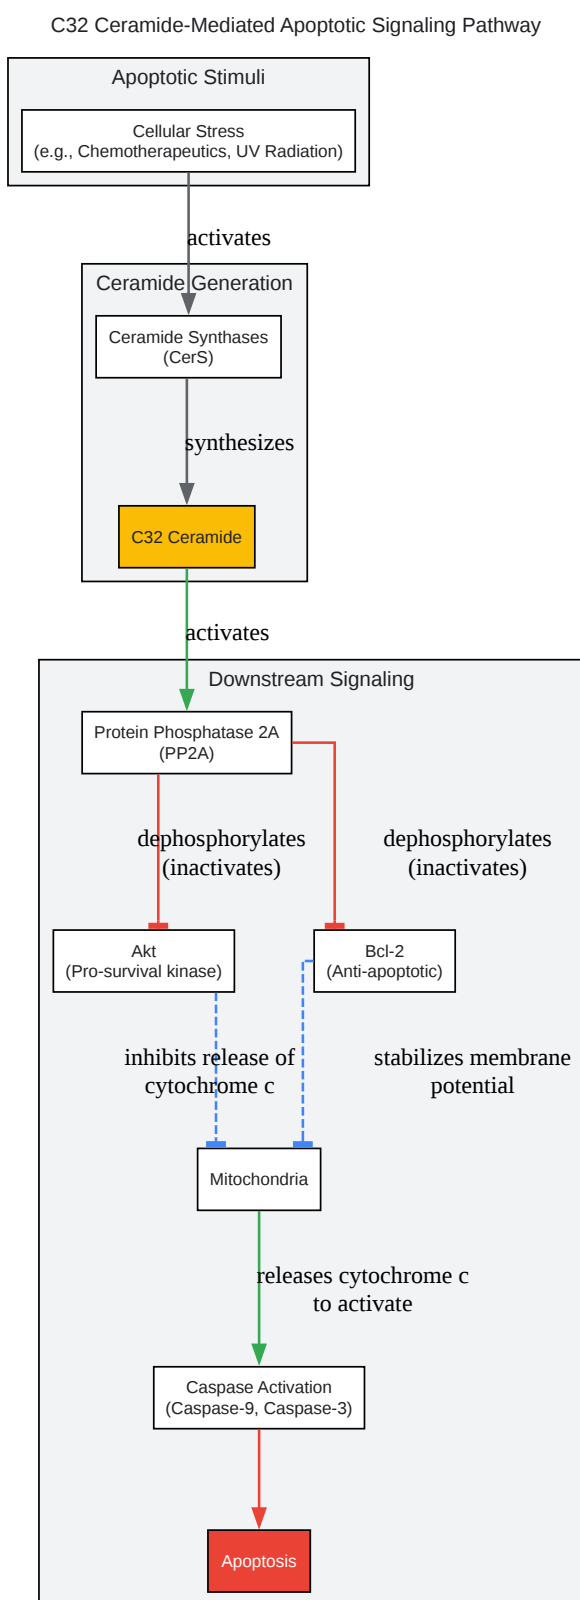 C32 Ceramide-Mediated Apoptotic Signaling Pathway
Apoptotic Stimuli
Cellular Stress
(e.g., Chemotherapeutics, UV Radiation)
activates
Ceramide Generation
Ceramide Synthases
(CerS)
synthesizes
C32 Ceramide
activates
Downstream Signaling
Protein Phosphatase 2A
(PP2A)
dephosphorylates
(inactivates)
dephosphorylates
(inactivates)
Akt
(Pro-survival kinase)
Bcl-2
(Anti-apoptotic)
inhibits release of
cytochrome c
stabilizes membrane
potential
Mitochondria
releases cytochrome c
to activate
Caspase Activation
(Caspase-9, Caspase-3)
Apoptosis